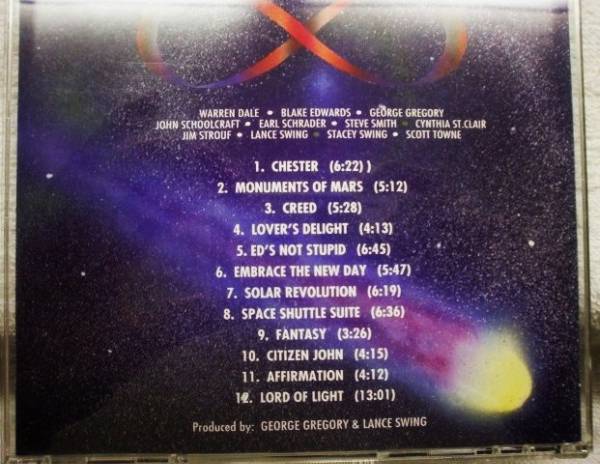 WARREN DALE • BLAKE EDWARDS • GEORGE GREGORY
JOHN SCHOOLCRAFT • EARL SCHRADER • STEVE SMITH • CYNTHIA ST.CLAIR
JIM STROUF • LANCE SWING • STACEY SWING • SCOTT TOWNE
1. CHESTER (6:22) )
2. MONUMENTS OF MARS (5:12)
3. CREED (5:28)
4. LOVER'S DELIGHT (4:13)
5. ED'S NOT STUPID (6:45)
6. EMBRACE THE NEW DAY (5:47)
7. SOLAR REVOLUTION (6:19)
8. SPACE SHUTTLE SUITE (6:36)
9. FANTASY (3:26)
10. CITIZEN JOHN (4:15)
11. AFFIRMATION (4:12)
12. LORD OF LIGHT (13:01)
Produced by: GEORGE GREGORY & LANCE SWING